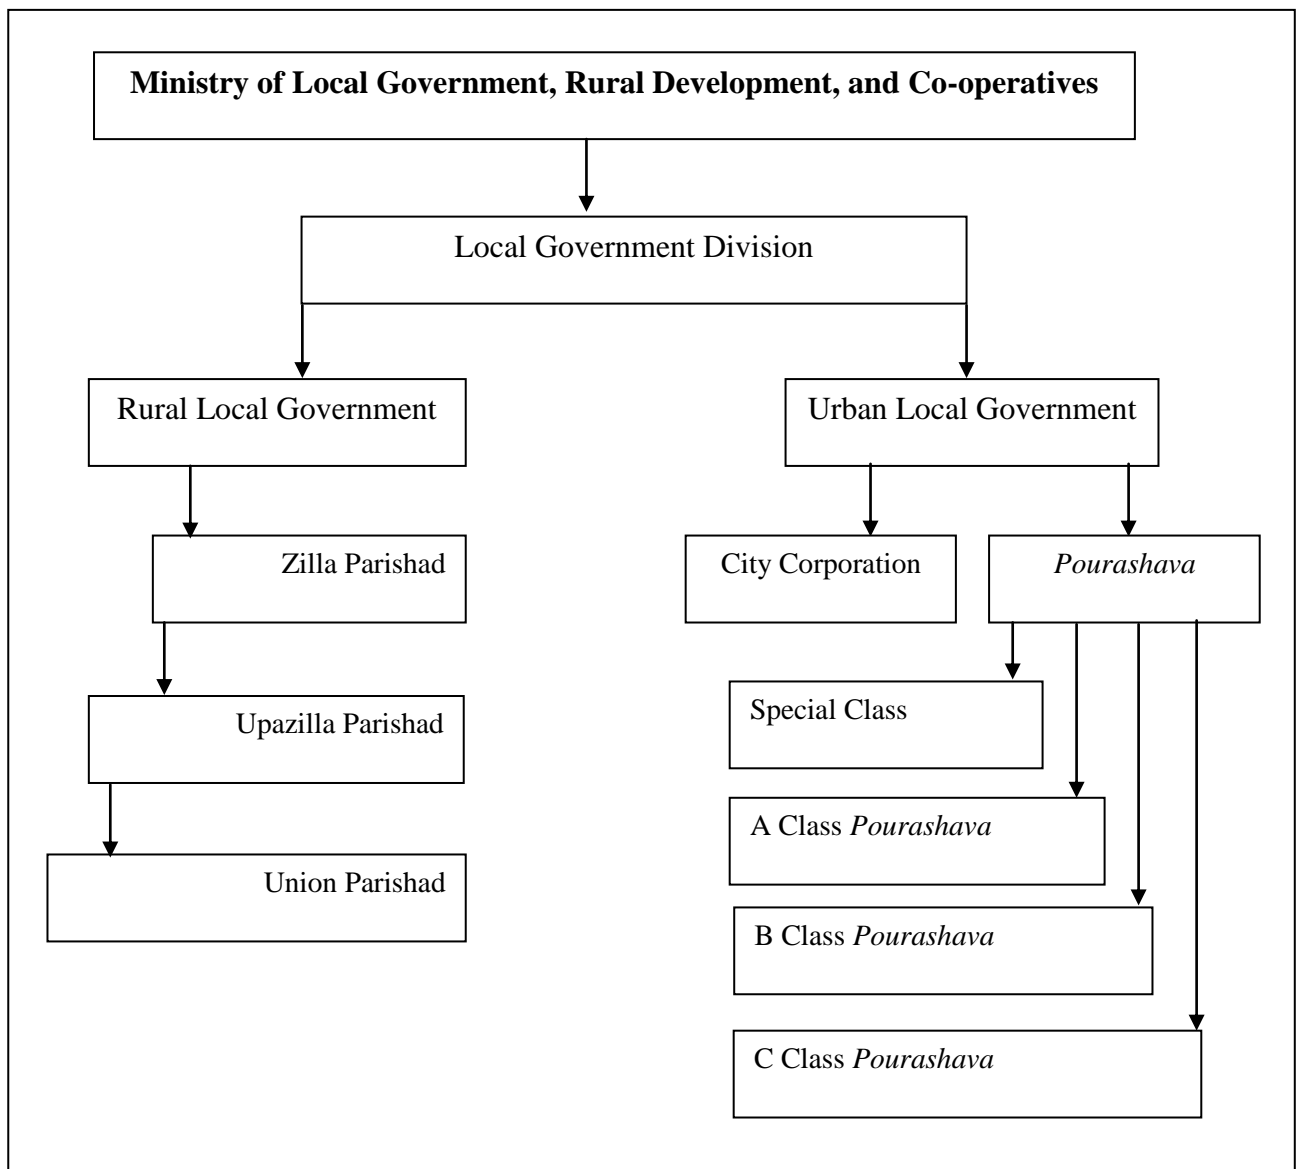 Ministry of Local Government, Rural Development, and Co-operatives
Local Government Division
Rural Local Government
Urban Local Government
Zilla Parishad
City Corporation
Pourashava
Upazilla Parishad
Special Class
A Class Pourashava
Union Parishad
B Class Pourashava
C Class Pourashava